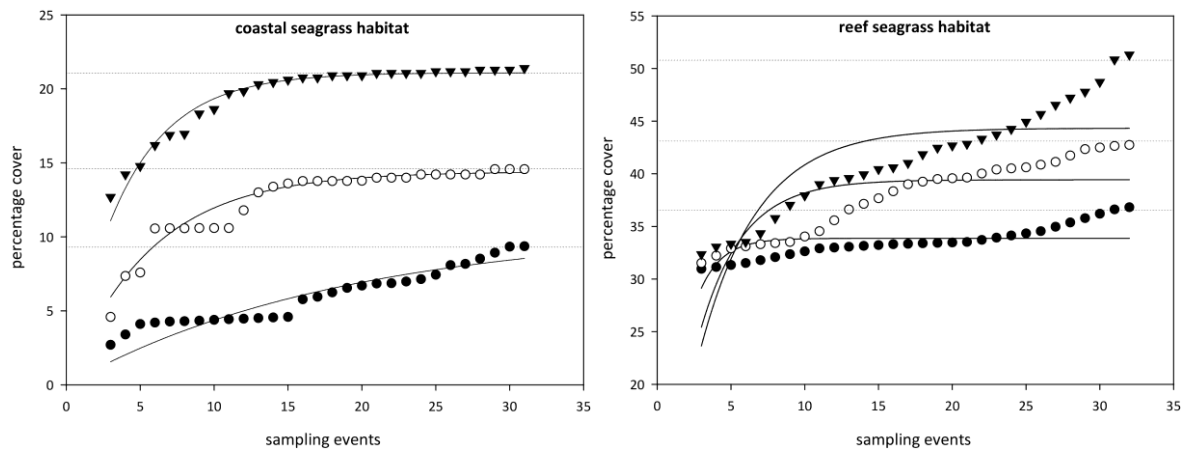 coastal seagrass habitat
percentage cover
25
20
15
10
5
0
0 5 10 15 20 25 30 35
sampling events
reef seagrass habitat
percentage cover
55
50
45
40
35
30
25
20
0 5 10 15 20 25 30 35
sampling events